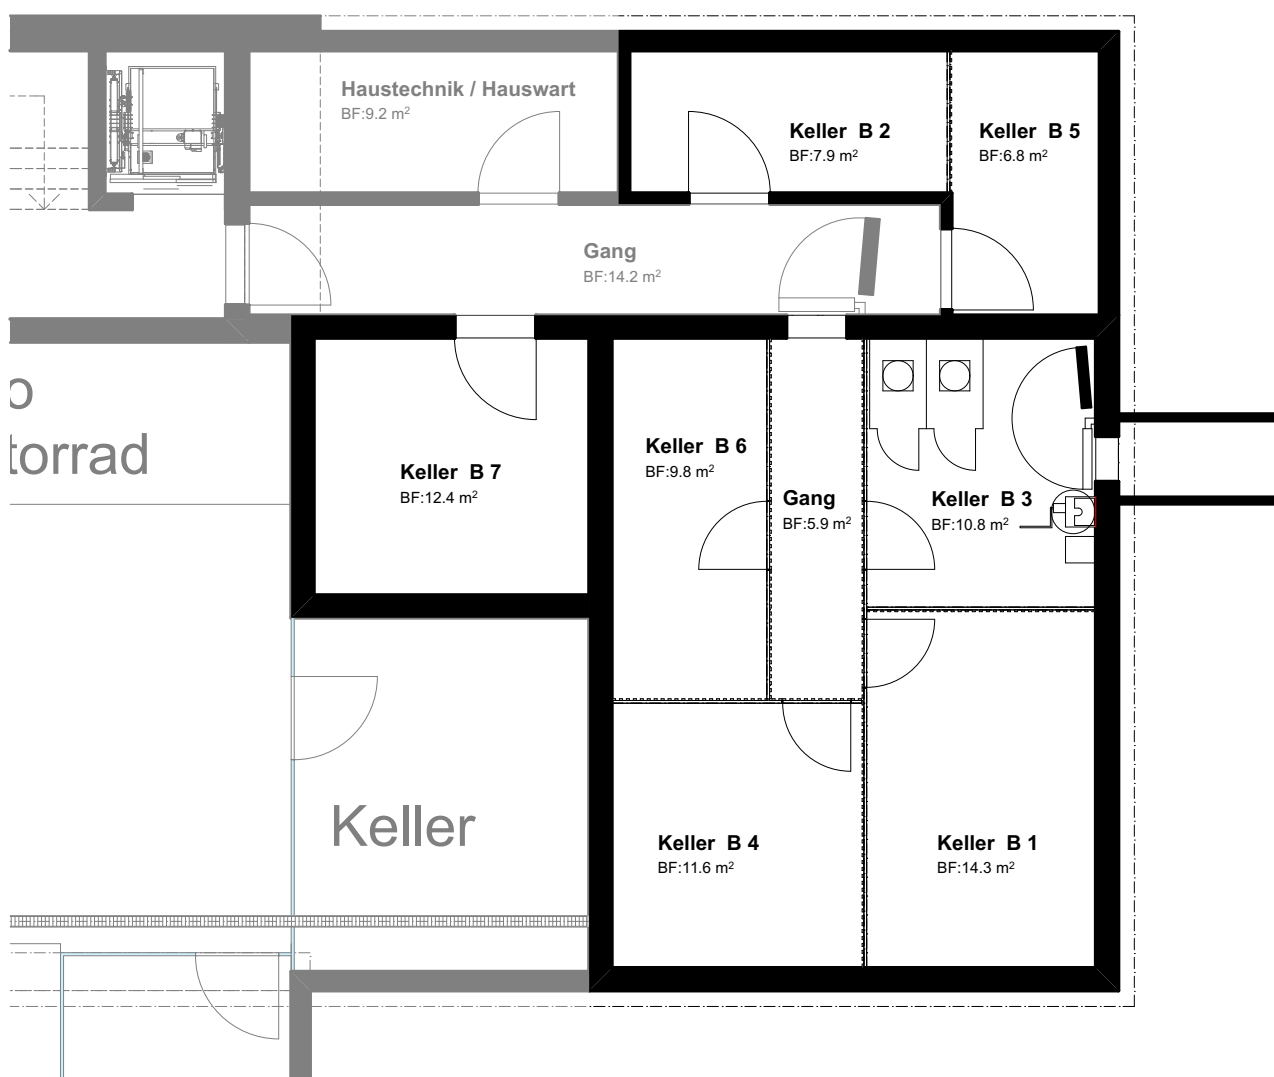 Haustechnik / Hauswart
BF:9.2 m²
Keller B 2
BF:7.9 m²
Keller B 5
BF:6.8 m²
Gang
BF:14.2 m²
o
torrad
Keller B 7
BF:12.4 m²
Keller B 6
BF:9.8 m²
Gang
BF:5.9 m²
Keller B 3
BF:10.8 m²
Keller
Keller B 4
BF:11.6 m²
Keller B 1
BF:14.3 m²